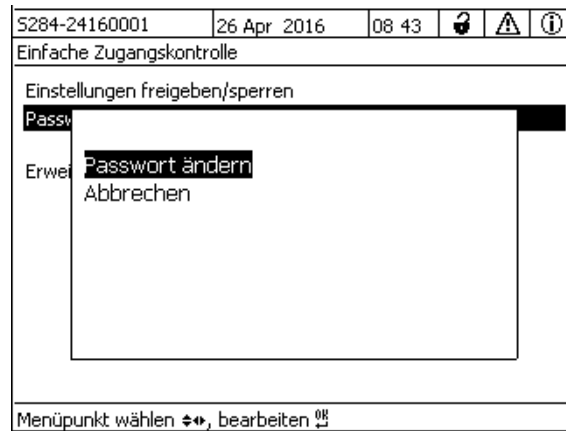 S284-24160001 26 Apr 2016 08 43
Einfache Zugangskontrolle
Einstellungen freigeben/sperren
Passw
Erwei
Passwort ändern
Abbrechen
Menüpunkt wählen, bearbeiten OK